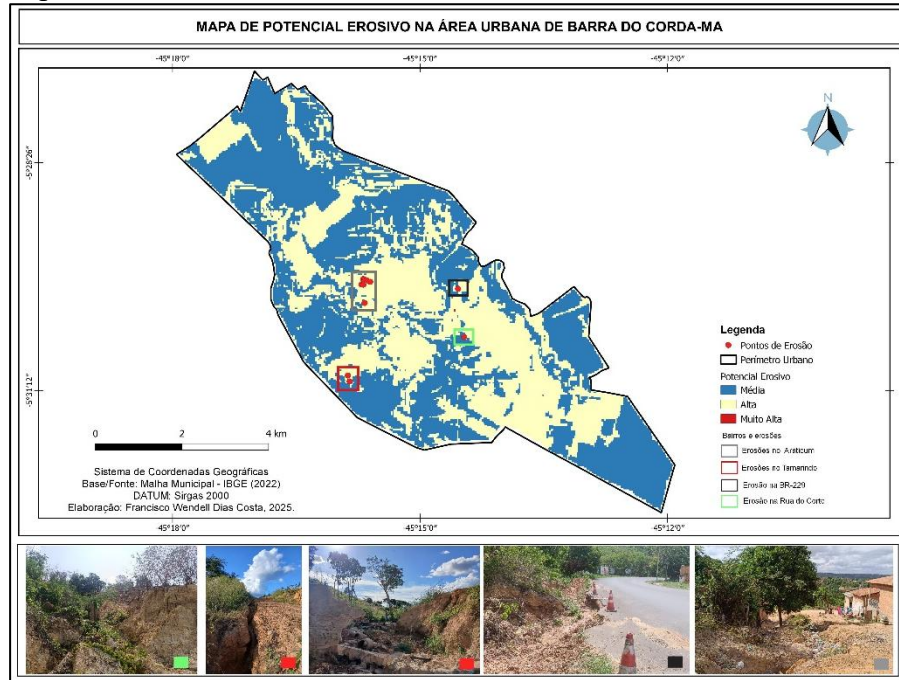 MAPA DE POTENCIAL EROSIVO NA ÁREA URBANA DE BARRA DO CORDA-MA
-45°18'0" -45°15'0" -45°12'0"
N
-5°28'26"
-5°31'12"
Legenda
Pontos de Erosão
Perímetro Urbano
Potencial Erosivo
Média
Alta
Muito Alta
Bairros e erosões
Erosões no Araticum
Erosões no Tamarindo
Erosão na BR-226
Erosão na Rua do
0 2 4 km
Sistema de Coordenadas Geográficas
Base/Fonte: Malha Municipal - IBGE (2022)
DATUM: Sirgas 2000
Elaboração: Francisco Wendell Dias Costa, 2025.
-45°18'0" -45°15'0" -45°12'0"